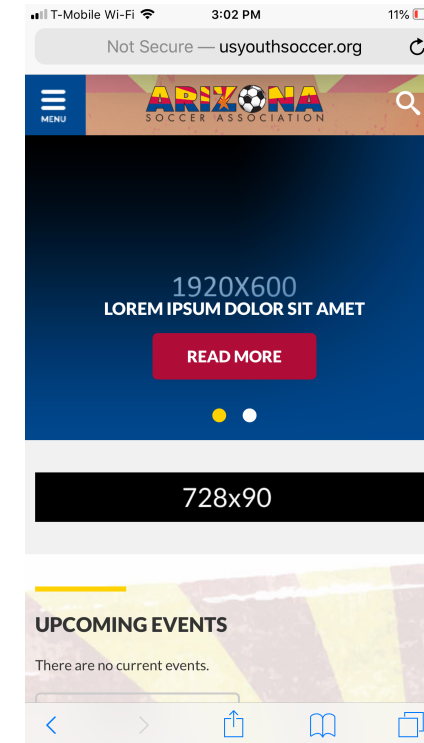 T-Mobile Wi-Fi 3:02 PM 11%
Not Secure — usyouthsoccer.org
MENU
ARIZONA
SOCCER ASSOCIATION
1920X600
LOREM IPSUM DOLOR SIT AMET
READ MORE
728x90
UPCOMING EVENTS
There are no current events.